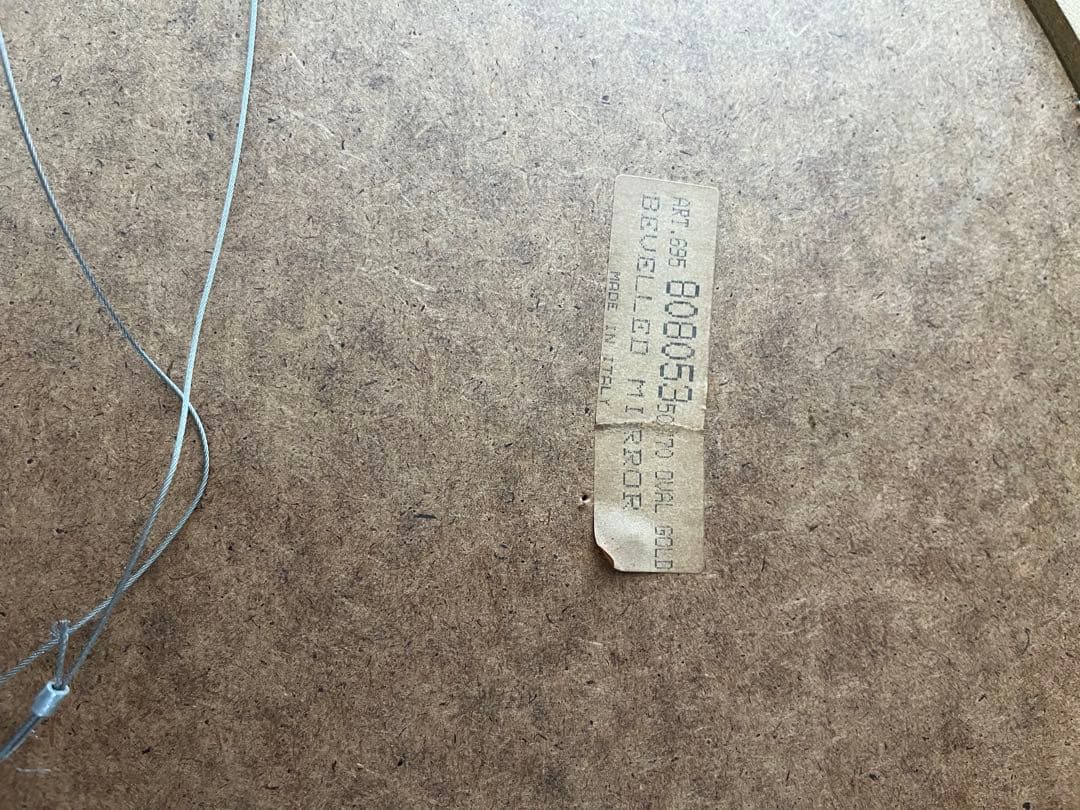 ART.695 808053 50 70 OVAL GOLD
BEVELLED MIRROR
MADE IN ITALY